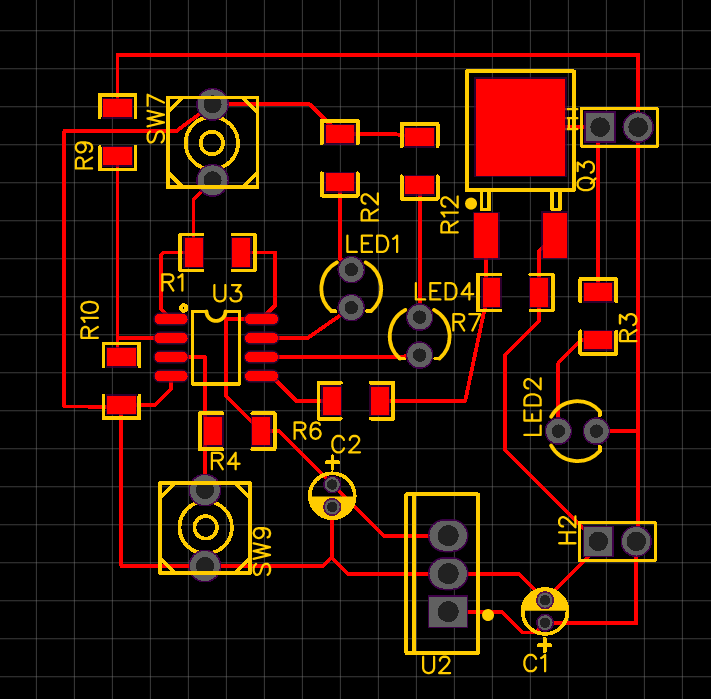 SW7
H1
R9
Q3
R2
R12
LED1
R1
LED4
U3
R10
R7
R3
LED2
R6
C2
R4
+
H2
SW9
U2
+
C1